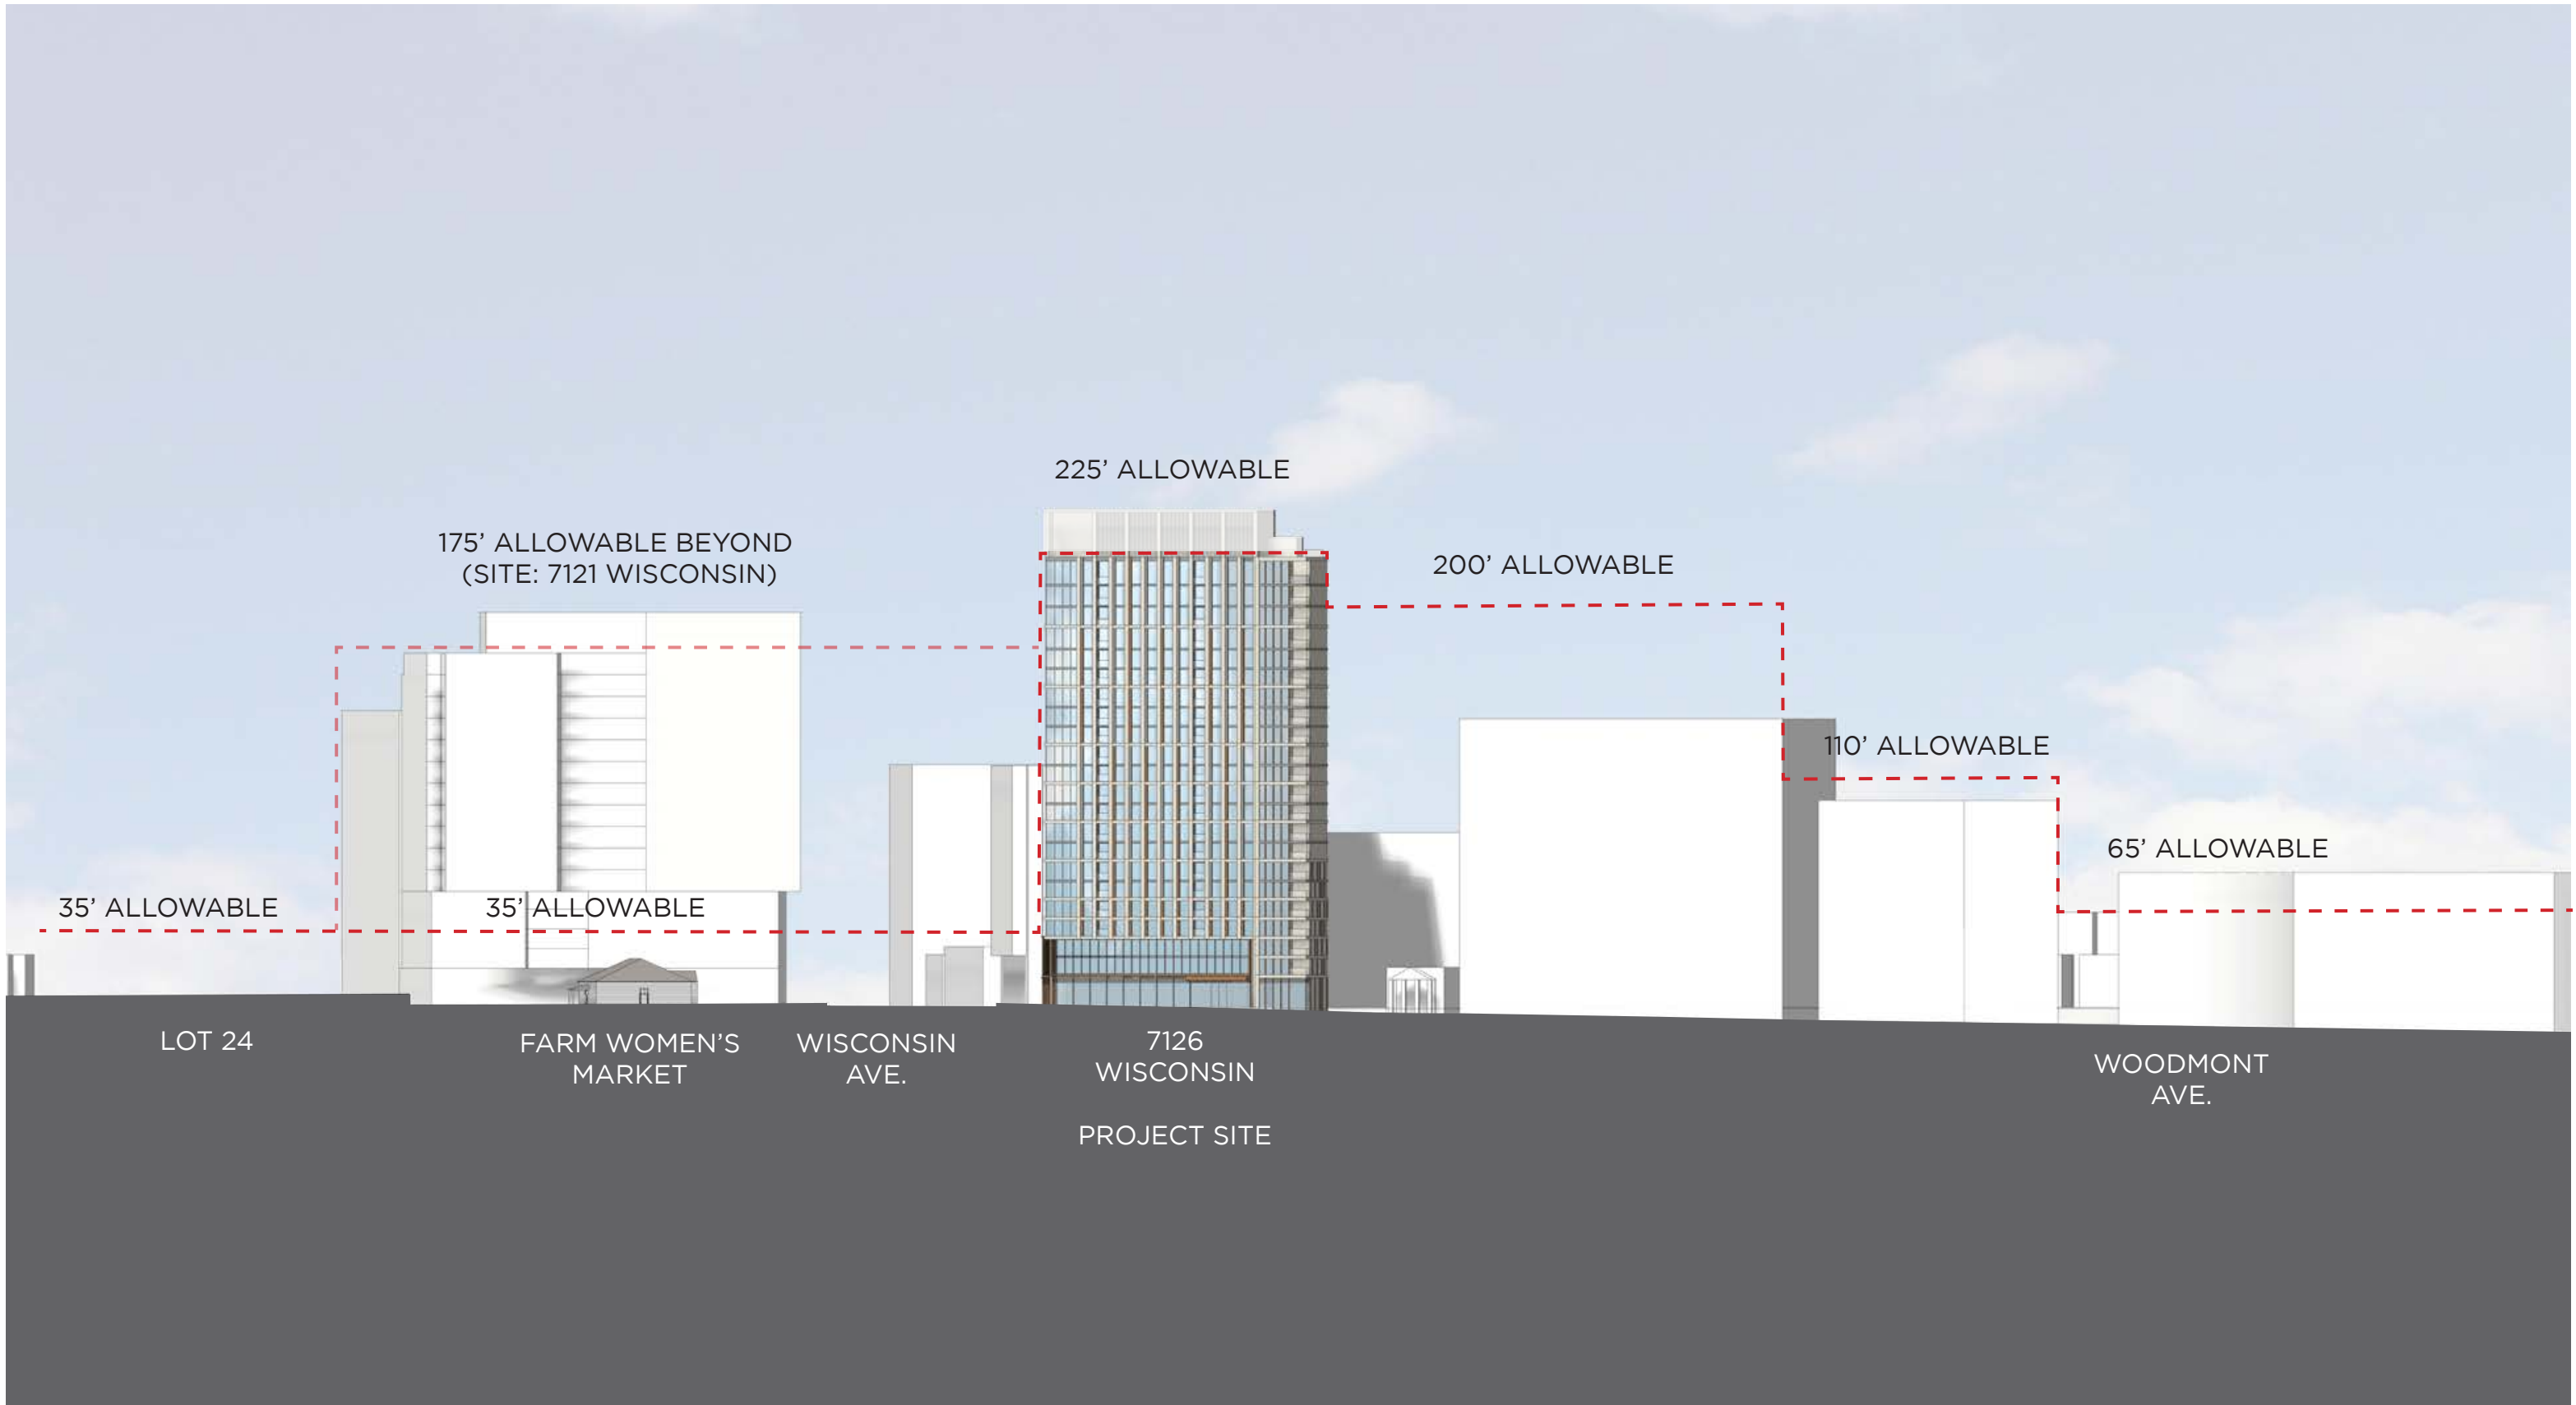 225’ ALLOWABLE
175’ ALLOWABLE BEYOND
(SITE: 7121 WISCONSIN)
200’ ALLOWABLE
110’ ALLOWABLE
65’ ALLOWABLE
35’ ALLOWABLE
35’ ALLOWABLE
LOT 24
FARM WOMEN’S
MARKET
WISCONSIN
AVE.
7126
WISCONSIN
PROJECT SITE
WOODMONT
AVE.